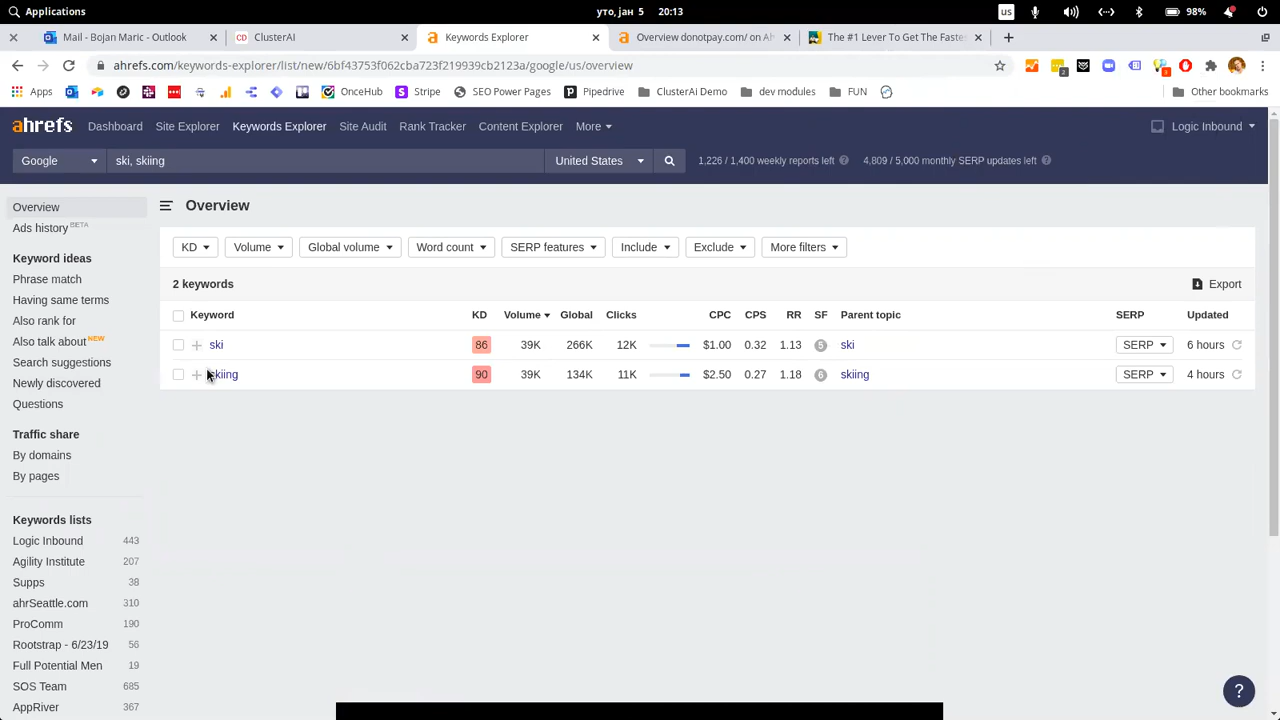 Applications
уто, јан 5 20:13
us
98%
Mail - Bojan Maric - Outlook
CD ClusterAI
a Keywords Explorer
a Overview donotpay.com/ on Ah
The #1 Lever To Get The Faste
ahrefs.com/keywords-explorer/list/new/6bf43753f062cba723f219939cb2123a/google/us/overview
Apps
OnceHub
Stripe
SEO Power Pages
Pipedrive
ClusterAi Demo
dev modules
FUN
Other bookmarks
ahrefs
Dashboard
Site Explorer
Keywords Explorer
Site Audit
Rank Tracker
Content Explorer
More
Logic Inbound
Google
ski, skiing
United States
1,226 / 1,400 weekly reports left ?
4,809 / 5,000 monthly SERP updates left ?
Overview
Ads history BETA
Keyword ideas
Phrase match
Having same terms
Also rank for
Also talk about NEW
Search suggestions
Newly discovered
Questions
Traffic share
By domains
By pages
Keywords lists
Logic Inbound 443
Agility Institute 207
Supps 38
ahrSeattle.com 310
ProComm 190
Rootstrap - 6/23/19 56
Full Potential Men 19
SOS Team 685
AppRiver 367
Overview
KD
Volume
Global volume
Word count
SERP features
Include
Exclude
More filters
2 keywords
Export
Keyword KD Volume Global Clicks CPC CPS RR SF Parent topic SERP Updated
ski 86 39K 266K 12K $1.00 0.32 1.13 5 ski SERP 6 hours
skiing 90 39K 134K 11K $2.50 0.27 1.18 6 skiing SERP 4 hours
?